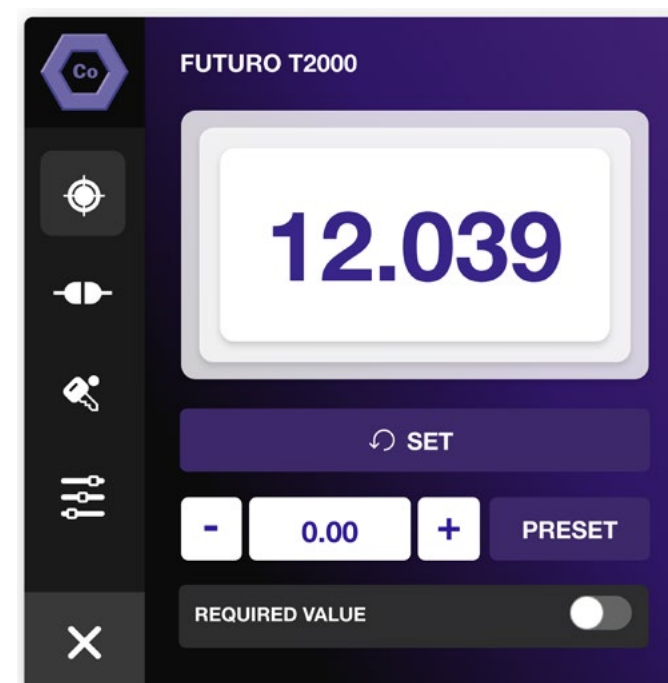 Co
FUTURO T2000
12.039
SET
- 0.00 + PRESET
REQUIRED VALUE